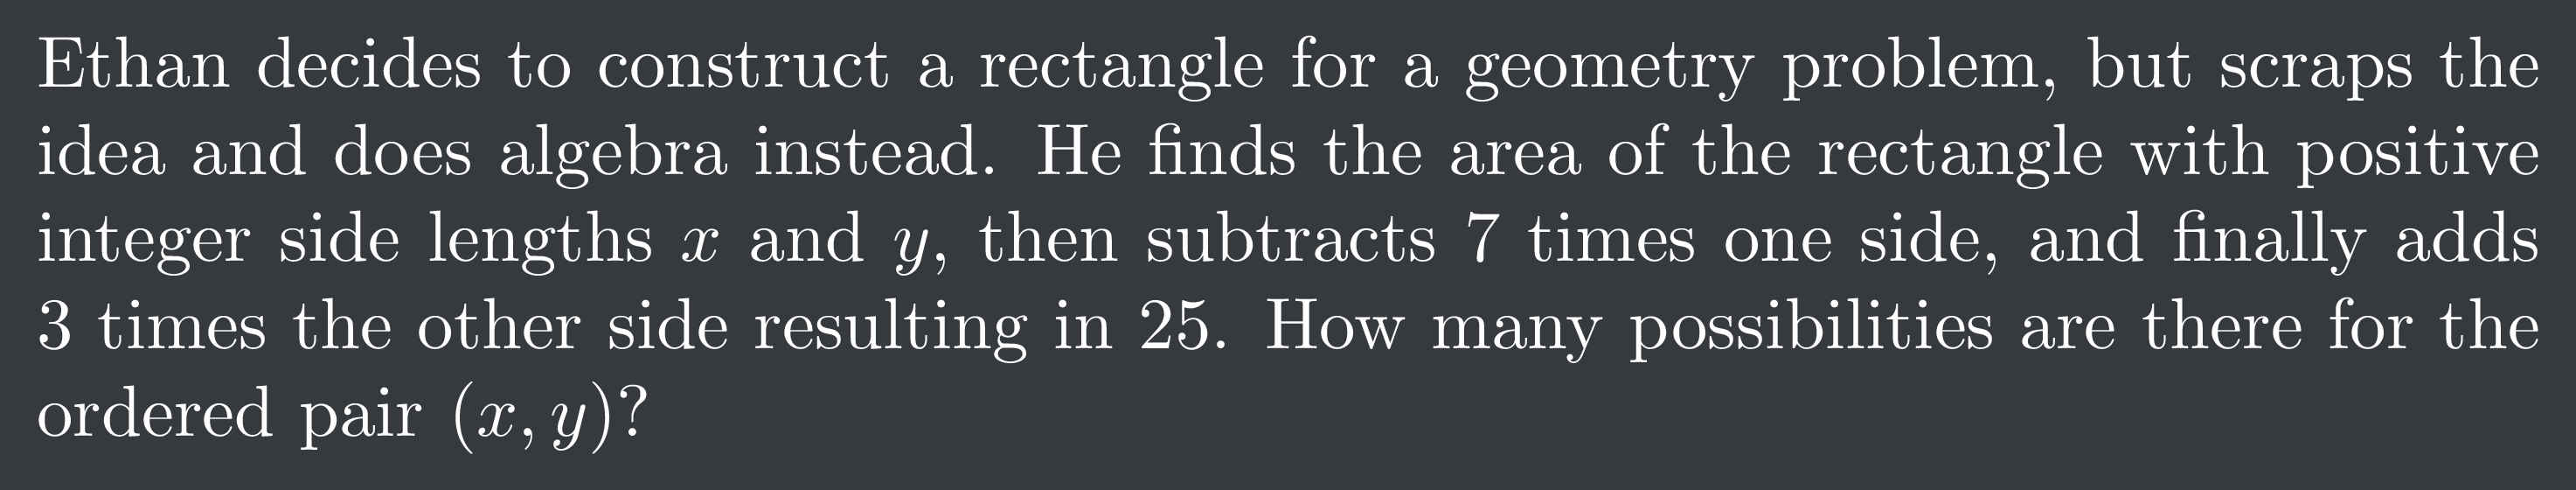 Ethan decides to construct a rectangle for a geometry problem, but scraps the
idea and does algebra instead. He finds the area of the rectangle with positive
integer side lengths x and y, then subtracts 7 times one side, and finally adds
3 times the other side resulting in 25. How many possibilities are there for the
ordered pair (x, y)?